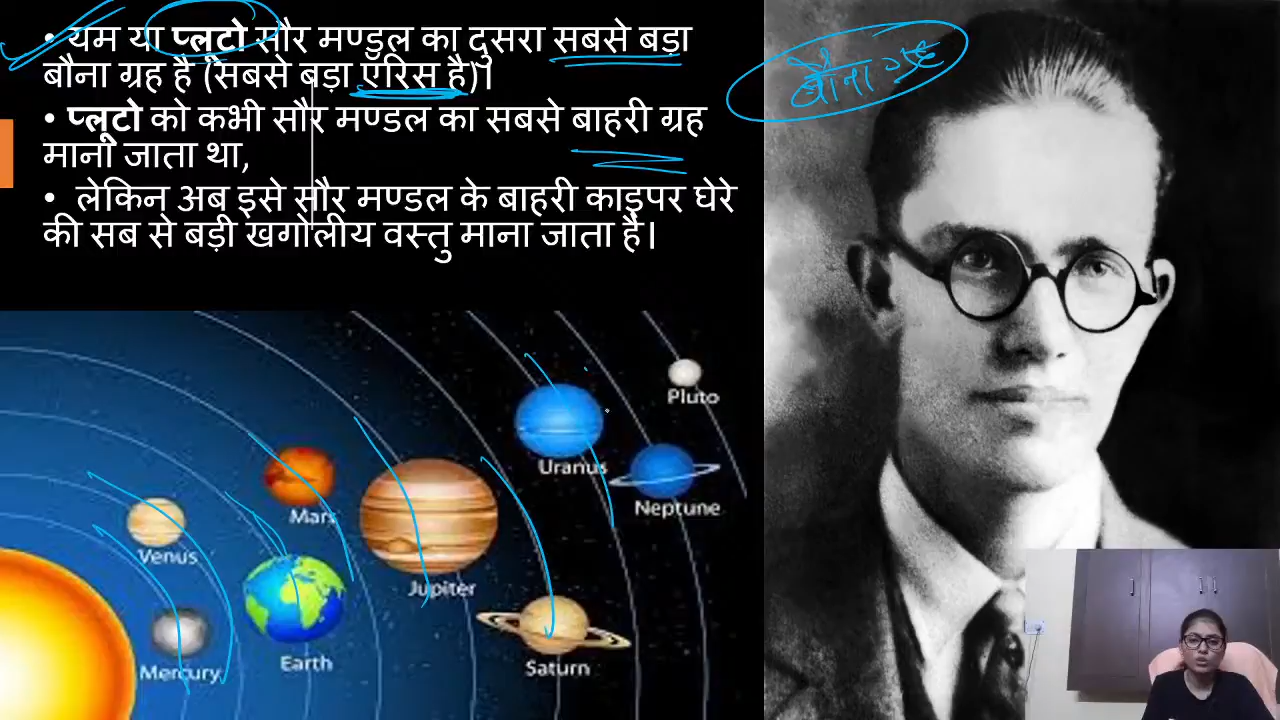 • यम या प्लूटो सौर मण्डुल का दुसरा सबसे बड़ा
बौना ग्रह है (सबसे बड़ा एरिस है)।
• प्लूटो को कभी सौर मण्डल का सबसे बाहरी ग्रह
माना जाता था,
• लेकिन अब इसे सौर मण्डल के बाहरी काइपर घेरे
की सब से बड़ी खगोलीय वस्तु माना जाता है।
बौना ग्रह
Pluto
Uranus
Neptune
Mars
Venus
Jupiter
Earth
Saturn
Mercury